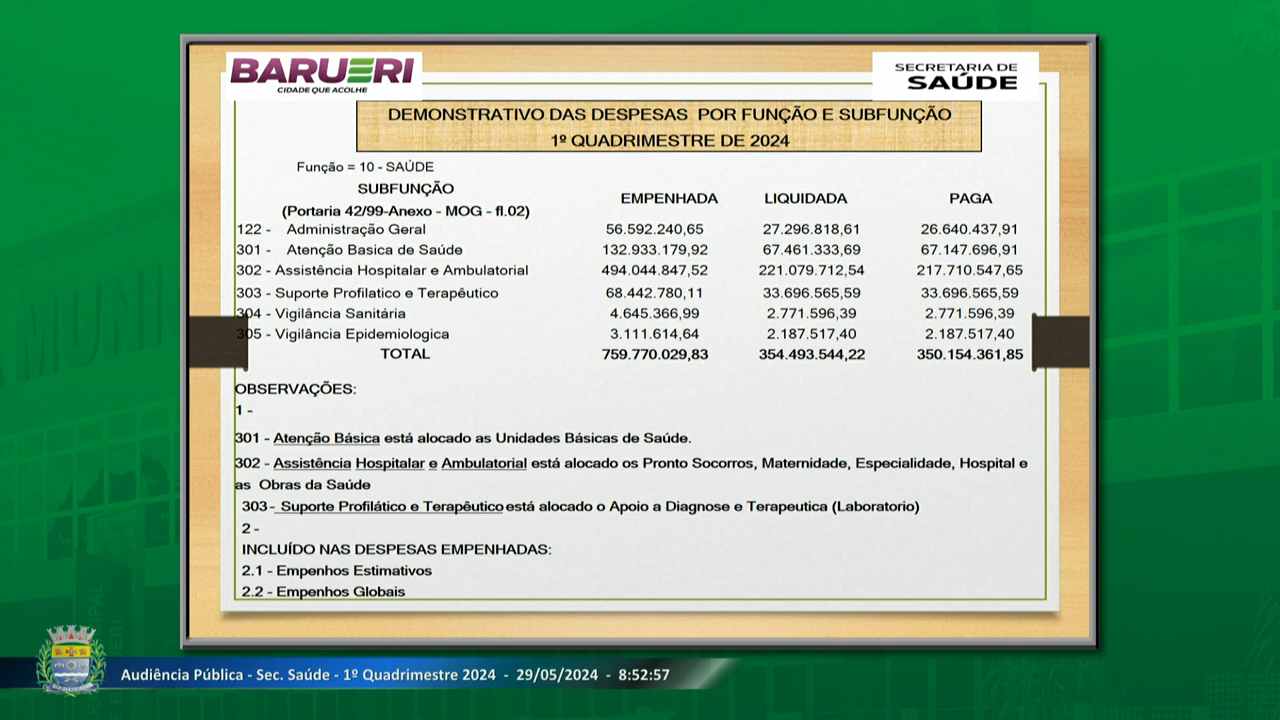 BARUERI
CIDADE QUE ACOLHE
SECRETARIA DE
SAÚDE
DEMONSTRATIVO DAS DESPESAS POR FUNÇÃO E SUBFUNÇÃO
1º QUADRIMESTRE DE 2024
Função = 10 - SAÚDE
SUBFUNÇÃO
(Portaria 42/99-Anexo - MOG - fl.02) EMPENHADA LIQUIDADA PAGA
122 - Administração Geral 56.592.240,65 27.296.818,61 26.640.437,91
301 - Atenção Basica de Saúde 132.933.179,92 67.461.333,69 67.147.696,91
302 - Assistência Hospitalar e Ambulatorial 494.044.847,52 221.079.712,54 217.710.547,65
303 - Suporte Profilatico e Terapêutico 68.442.780,11 33.696.565,59 33.696.565,59
304 - Vigilância Sanitária 4.645.366,99 2.771.596,39 2.771.596,39
305 - Vigilância Epidemiologica 3.111.614,64 2.187.517,40 2.187.517,40
TOTAL 759.770.029,83 354.493.544,22 350.154.361,85
OBSERVAÇÕES:
1 -
301 - Atenção Básica está alocado as Unidades Básicas de Saúde.
302 - Assistência Hospitalar e Ambulatorial está alocado os Pronto Socorros, Maternidade, Especialidade, Hospital e
as Obras da Saúde
303 - Suporte Profilático e Terapêutico está alocado o Apoio a Diagnose e Terapeutica (Laboratorio)
2 -
INCLUÍDO NAS DESPESAS EMPENHADAS:
2.1 - Empenhos Estimativos
2.2 - Empenhos Globais
Audiência Pública - Sec. Saúde - 1º Quadrimestre 2024 - 29/05/2024 - 8:52:57